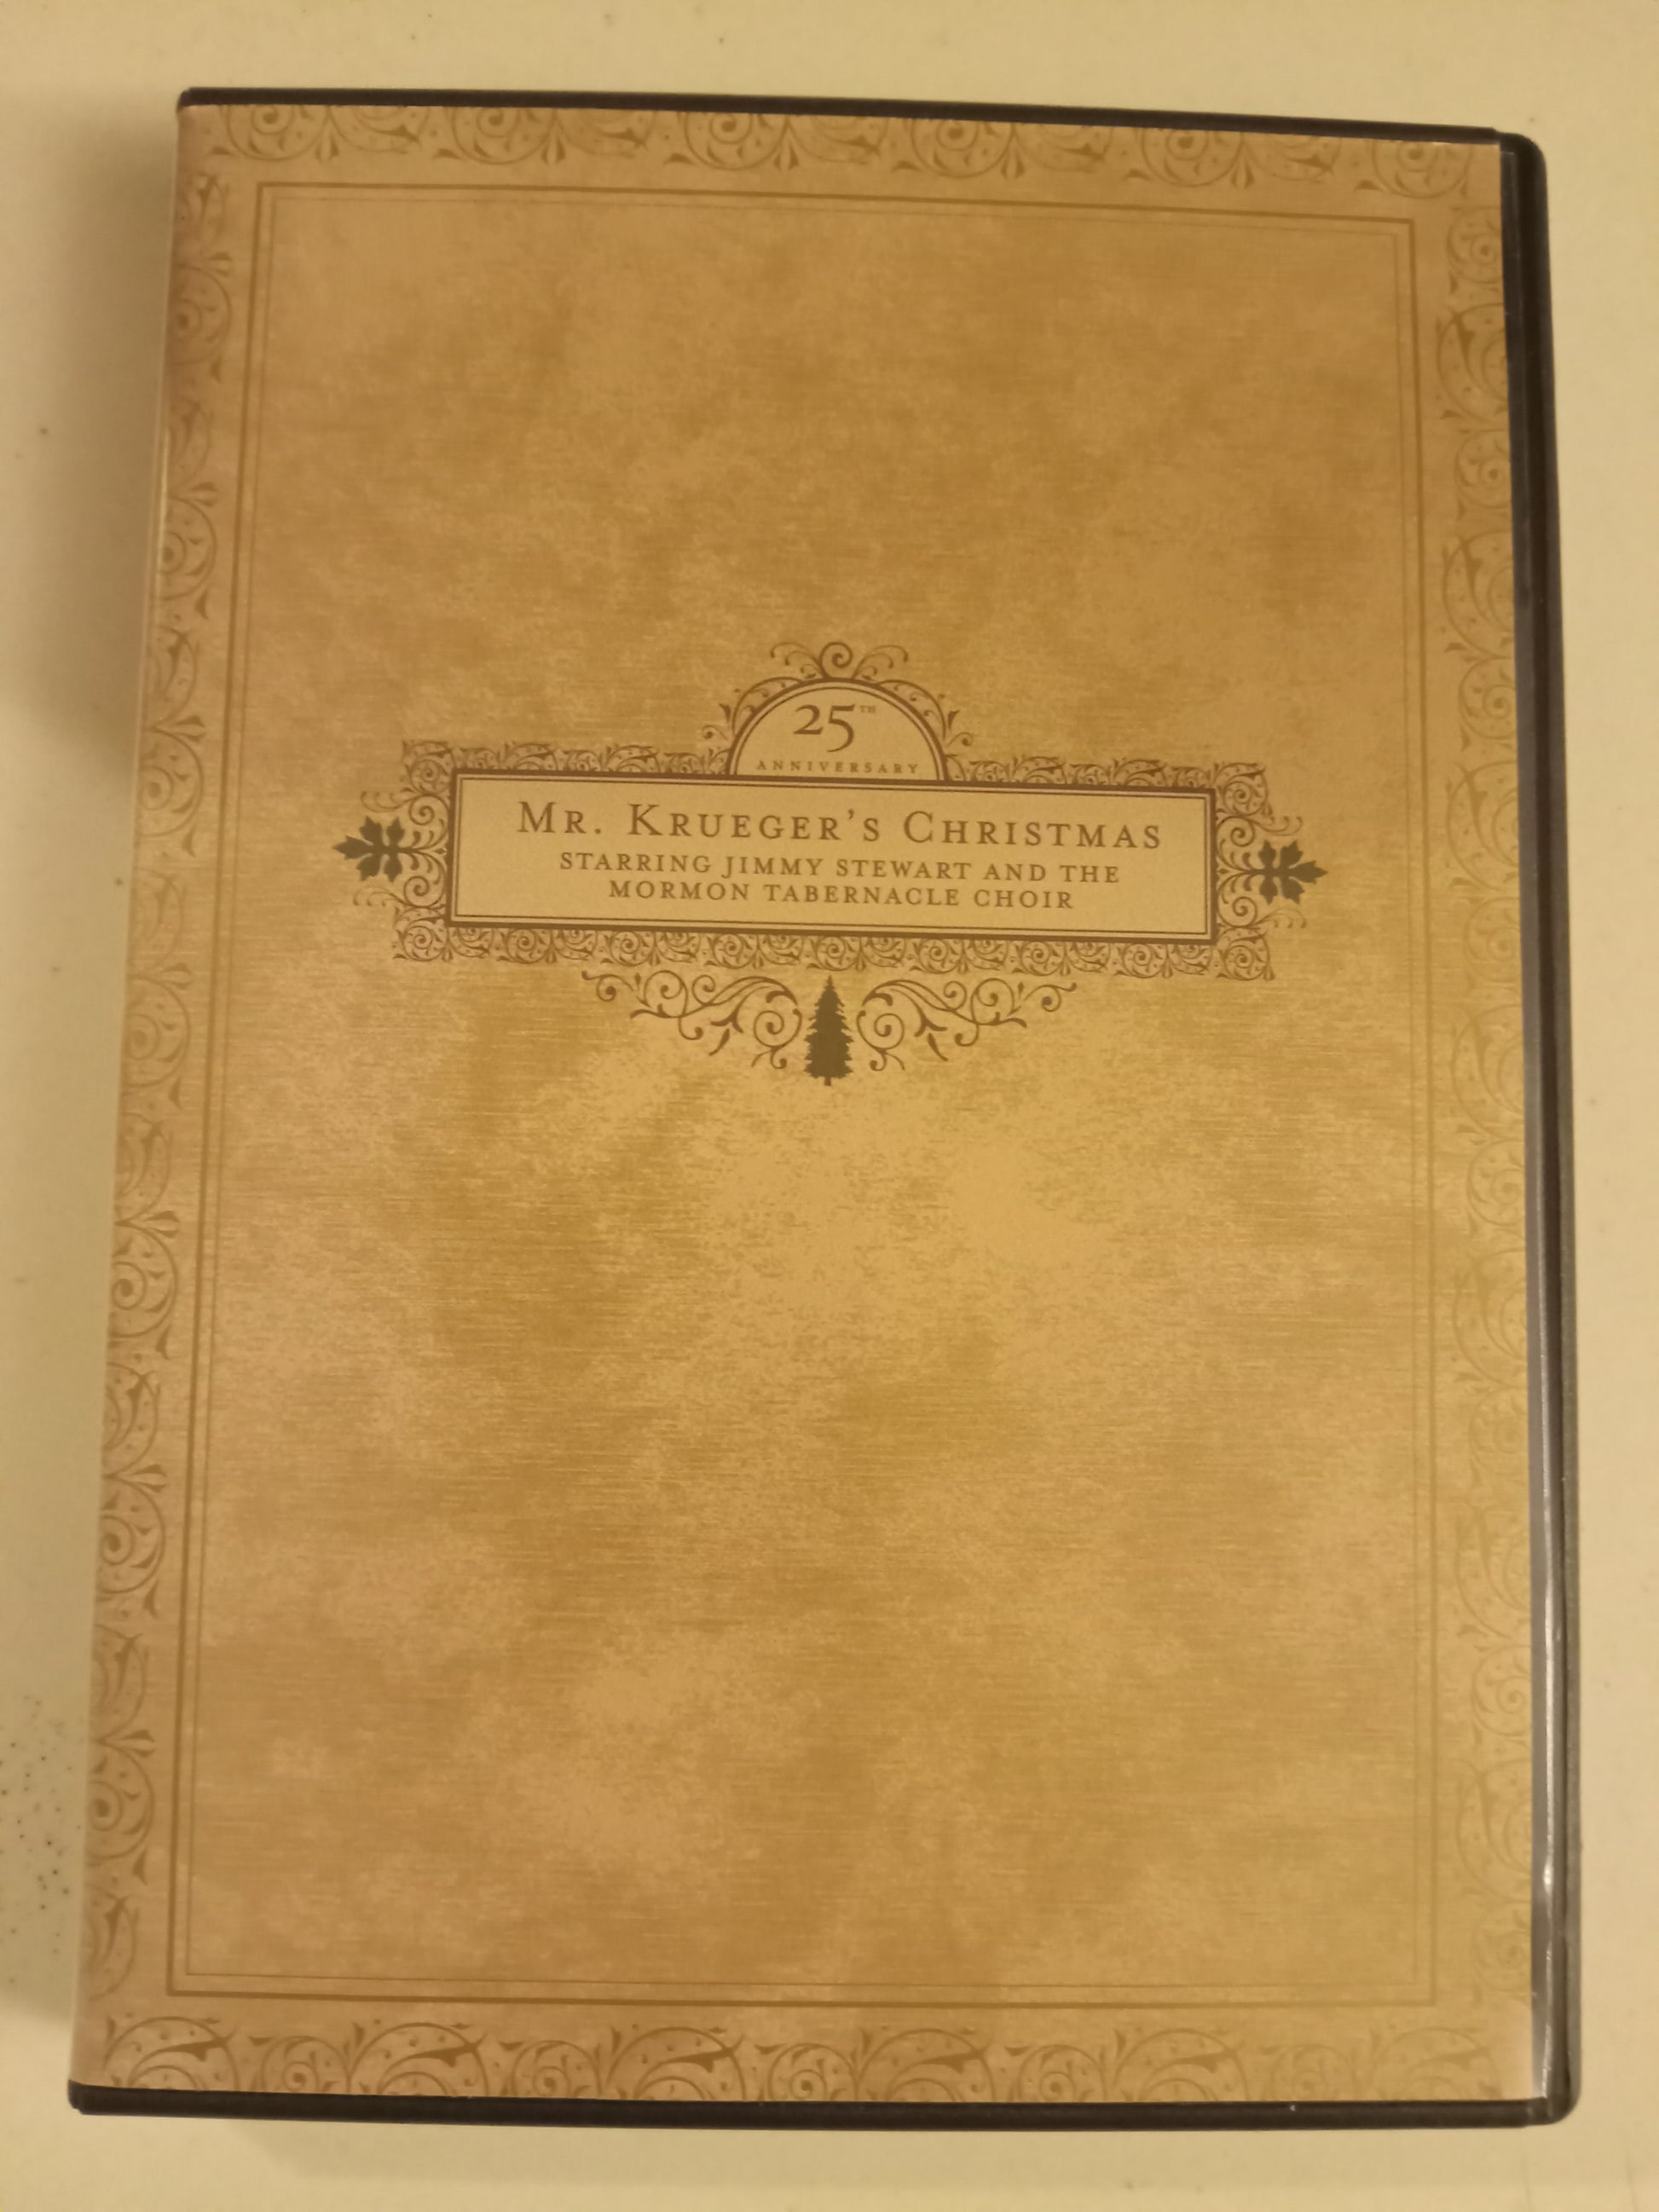 25TH
ANNIVERSARY
MR. KRUEGER'S CHRISTMAS
STARRING JIMMY STEWART AND THE
MORMON TABERNACLE CHOIR